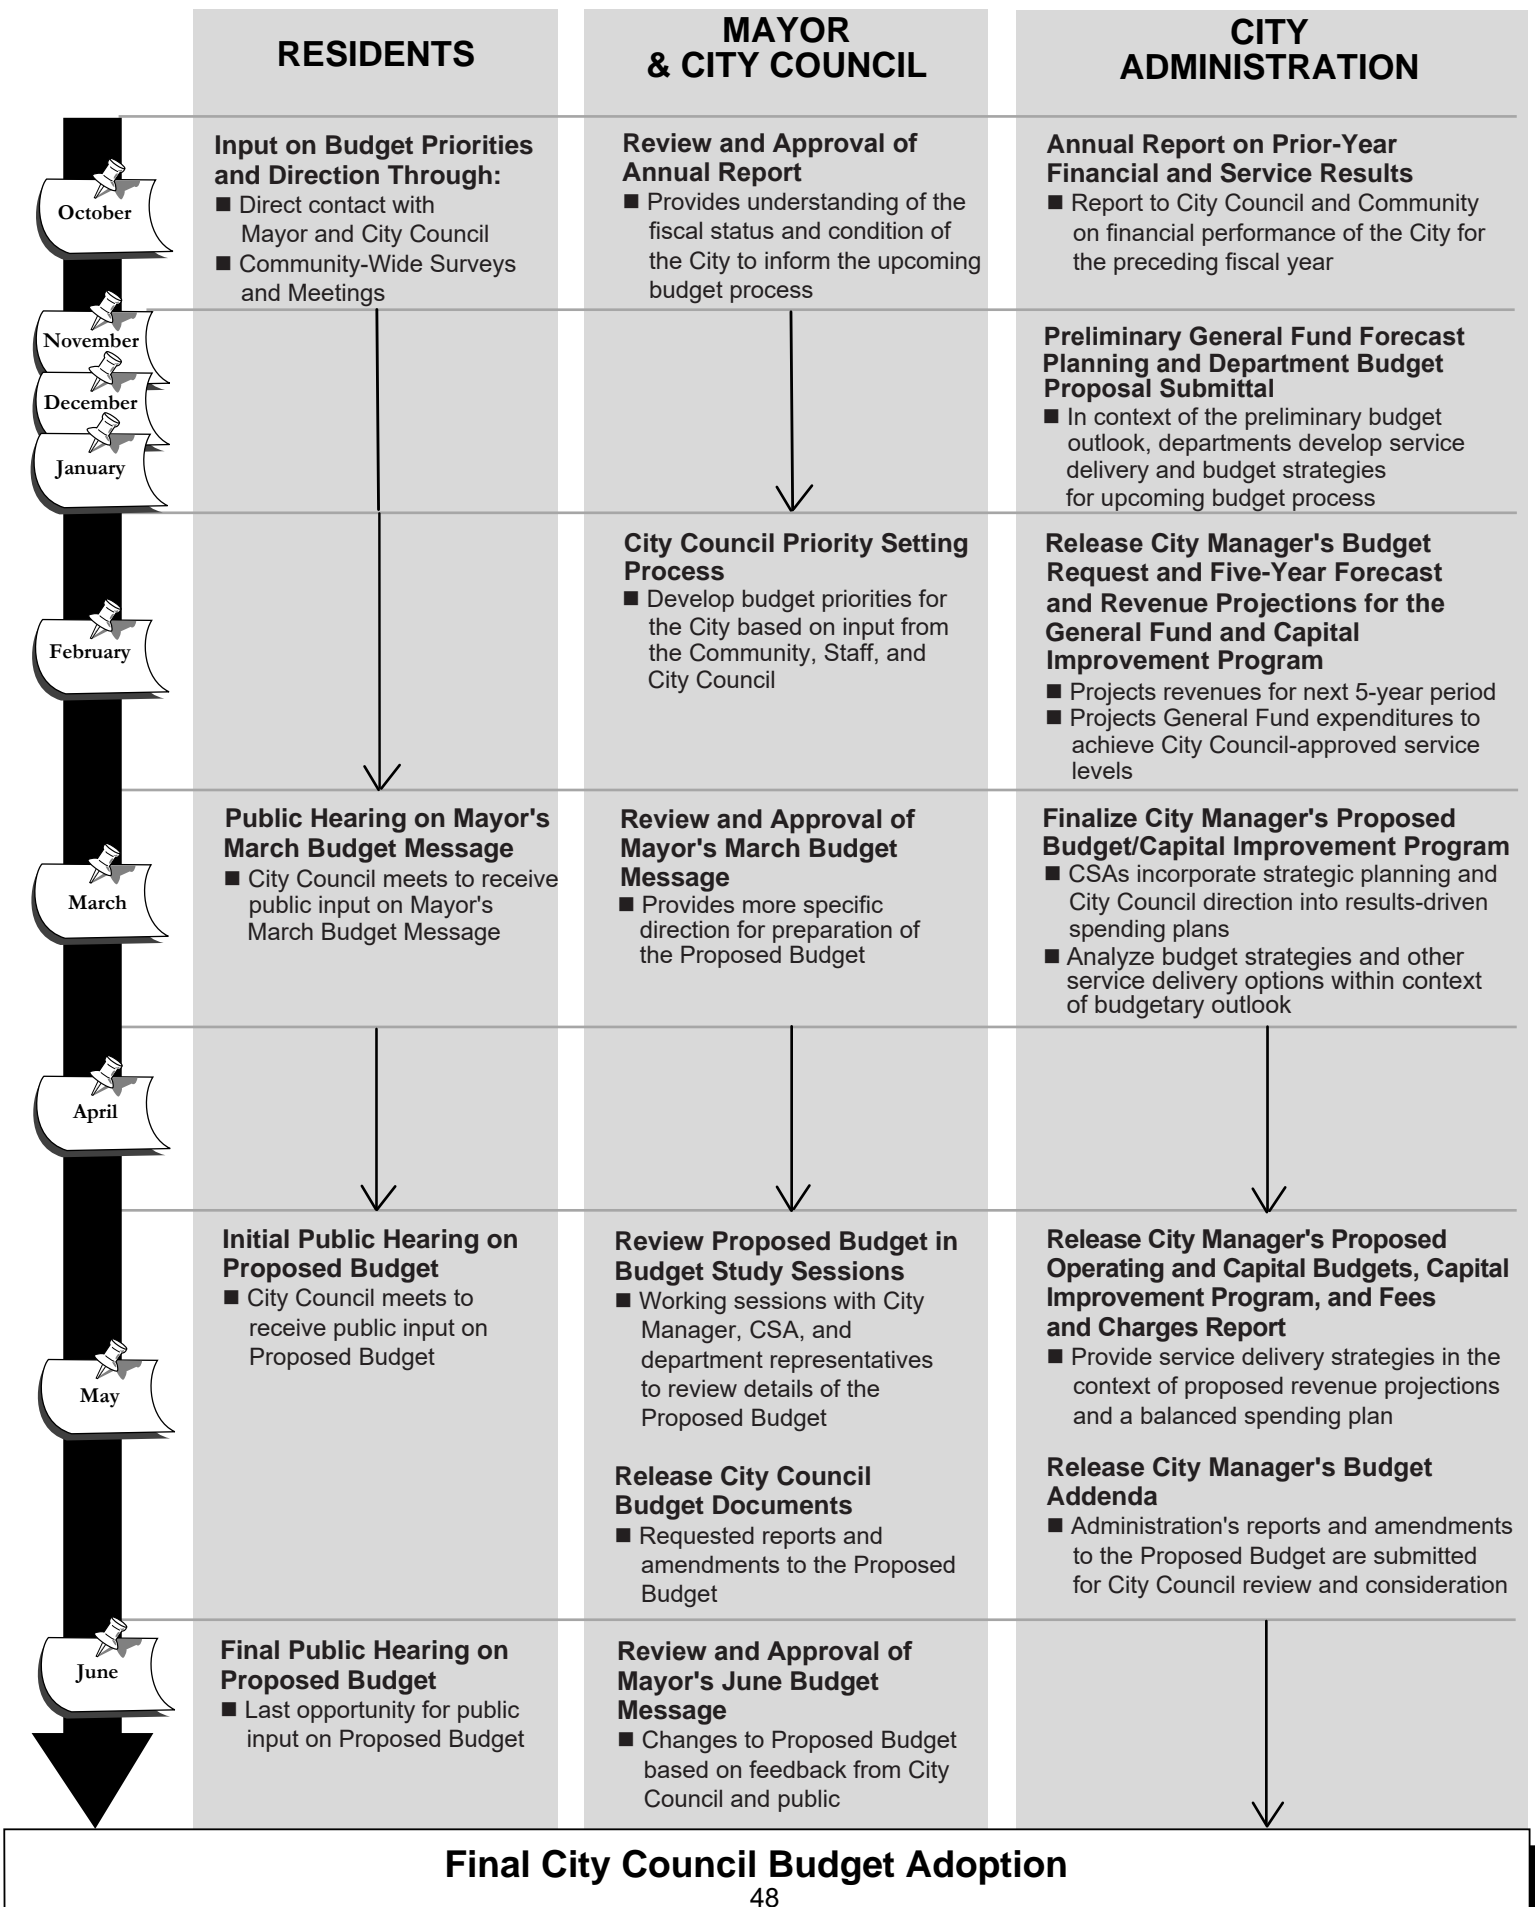 RESIDENTS
MAYOR
& CITY COUNCIL
CITY
ADMINISTRATION
October
Input on Budget Priorities
and Direction Through:
■ Direct contact with
Mayor and City Council
■ Community-Wide Surveys
and Meetings
Review and Approval of
Annual Report
■ Provides understanding of the
fiscal status and condition of
the City to inform the upcoming
budget process
Annual Report on Prior-Year
Financial and Service Results
■ Report to City Council and Community
on financial performance of the City for
the preceding fiscal year
November
December
January
Preliminary General Fund Forecast
Planning and Department Budget
Proposal Submittal
■ In context of the preliminary budget
outlook, departments develop service
delivery and budget strategies
for upcoming budget process
February
City Council Priority Setting
Process
■ Develop budget priorities for
the City based on input from
the Community, Staff, and
City Council
Release City Manager's Budget
Request and Five-Year Forecast
and Revenue Projections for the
General Fund and Capital
Improvement Program
■ Projects revenues for next 5-year period
■ Projects General Fund expenditures to
achieve City Council-approved service
levels
March
Public Hearing on Mayor's
March Budget Message
■ City Council meets to receive
public input on Mayor's
March Budget Message
Review and Approval of
Mayor's March Budget
Message
■ Provides more specific
direction for preparation of
the Proposed Budget
Finalize City Manager's Proposed
Budget/Capital Improvement Program
■ CSAs incorporate strategic planning and
City Council direction into results-driven
spending plans
■ Analyze budget strategies and other
service delivery options within context
of budgetary outlook
April
May
Initial Public Hearing on
Proposed Budget
■ City Council meets to
receive public input on
Proposed Budget
Review Proposed Budget in
Budget Study Sessions
■ Working sessions with City
Manager, CSA, and
department representatives
to review details of the
Proposed Budget
Release City Council
Budget Documents
■ Requested reports and
amendments to the Proposed
Budget
Release City Manager's Proposed
Operating and Capital Budgets, Capital
Improvement Program, and Fees
and Charges Report
■ Provide service delivery strategies in the
context of proposed revenue projections
and a balanced spending plan
Release City Manager's Budget
Addenda
■ Administration's reports and amendments
to the Proposed Budget are submitted
for City Council review and consideration
June
Final Public Hearing on
Proposed Budget
■ Last opportunity for public
input on Proposed Budget
Review and Approval of
Mayor's June Budget
Message
■ Changes to Proposed Budget
based on feedback from City
Council and public
Final City Council Budget Adoption
48